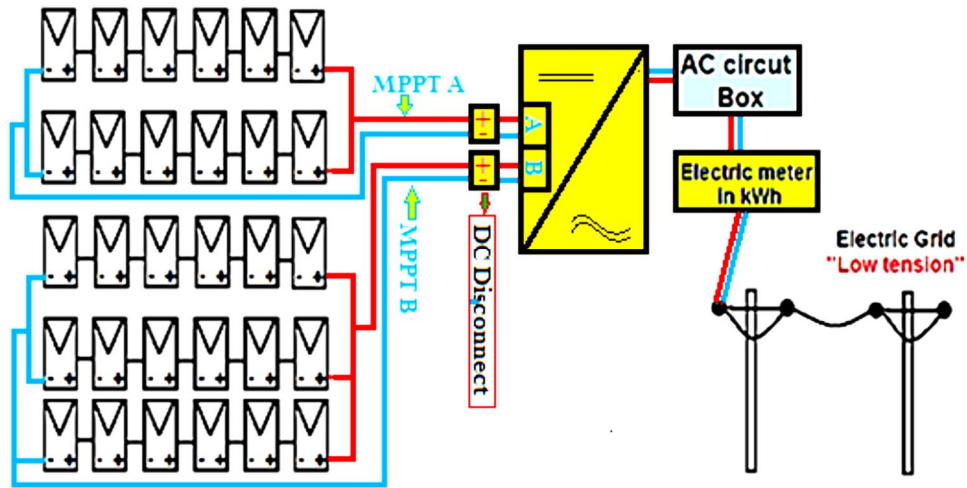 MPPT A
+
-
A
B
+
-
MPPT B
DC Disconnect
AC circut
Box
Electric meter
in kWh
Electric Grid
"Low tension"
- + - + - + - + - + - +
- + - + - + - + - + - +
- + - + - + - + - + - +
- + - + - + - + - + - +
- + - + - + - + - + - +